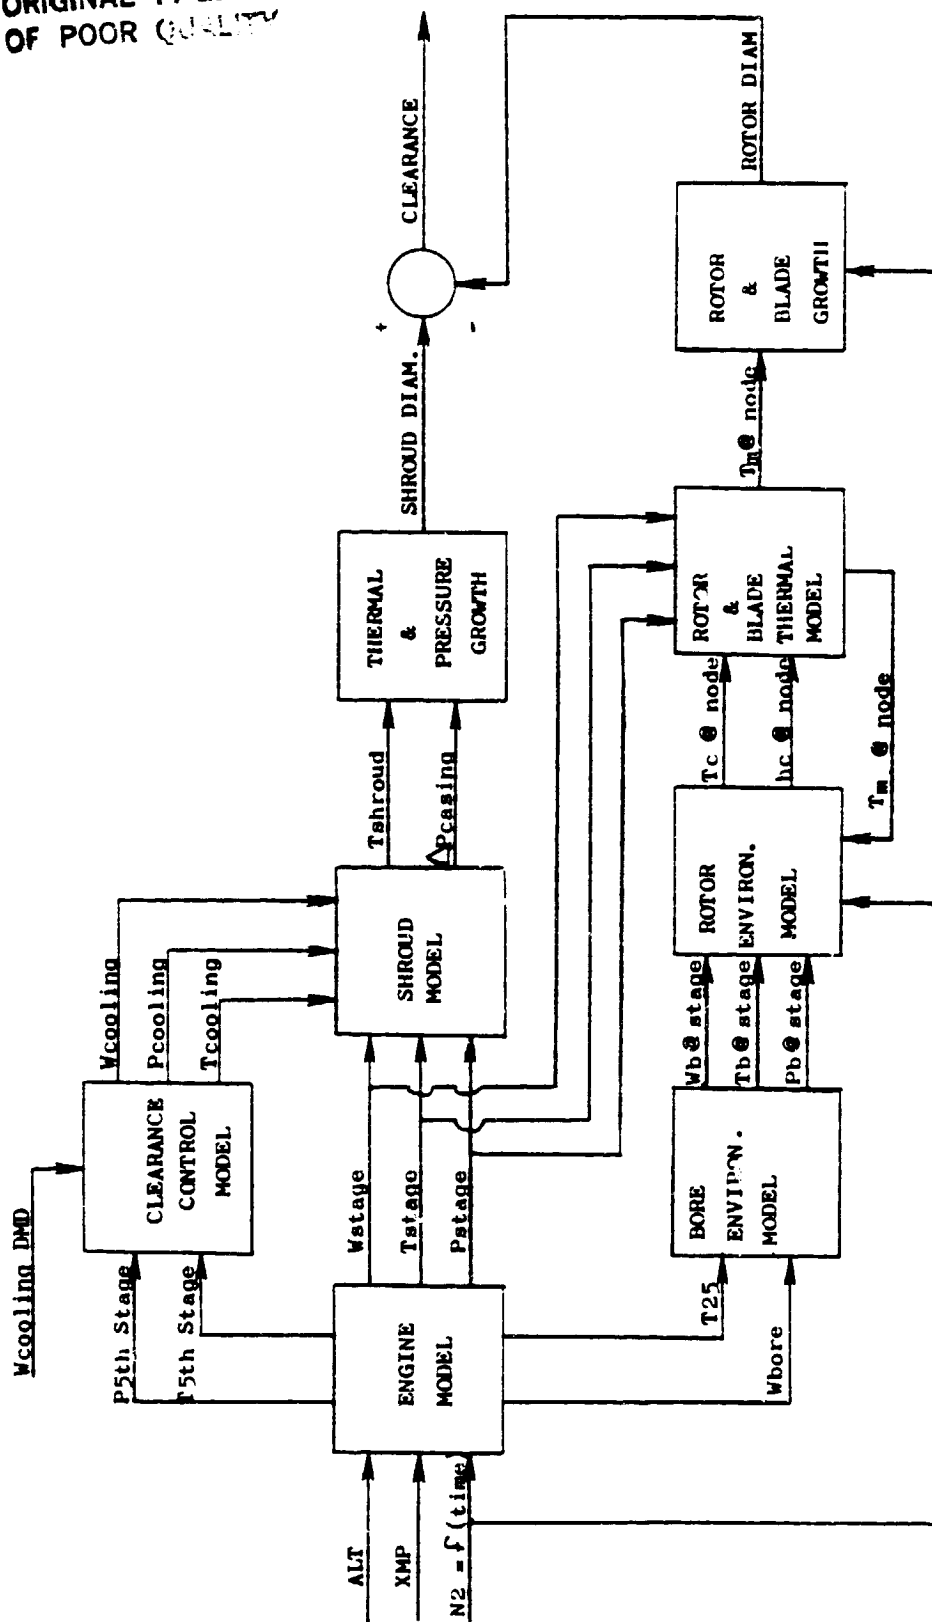 OF POOR QUALITY
Wcooling DMD
P5th Stage
T5th Stage
CLEARANCE
CONTROL
MODEL
Wcooling
Pcooling
Tcooling
ALT
XMP
N2 = f(time)
ENGINE
MODEL
Wstage
Tstage
Pstage
SHROUD
MODEL
Tshroud
△Pcasing
THERMAL
&
PRESSURE
GROWTH
SHROUD DIAM.
+
-
CLEARANCE
T25
Wbore
BORE
ENVIRON.
MODEL
Wb@ stage
Tb@ stage
Pb@ stage
ROTOR
ENVIRON.
MODEL
Tc @ node
hc @ node
Tm @ node
ROTOR
&
BLADE
THERMAL
MODEL
Tm@ node
ROTOR
&
BLADE
GROWTH
ROTOR DIAM